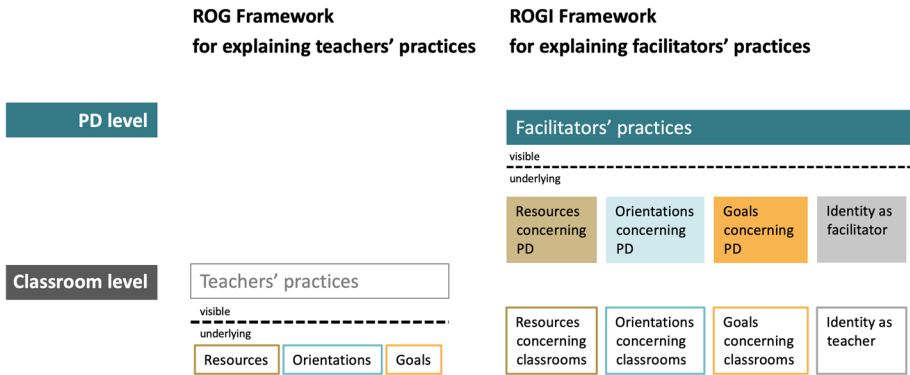 ROG Framework
for explaining teachers' practices
ROGI Framework
for explaining facilitators' practices
PD level
Facilitators' practices
visible
underlying
Resources
concerning
PD
Orientations
concerning
PD
Goals
concerning
PD
Identity as
facilitator
Classroom level
Teachers' practices
visible
underlying
Resources
Orientations
Goals
Resources
concerning
classrooms
Orientations
concerning
classrooms
Goals
concerning
classrooms
Identity as
teacher